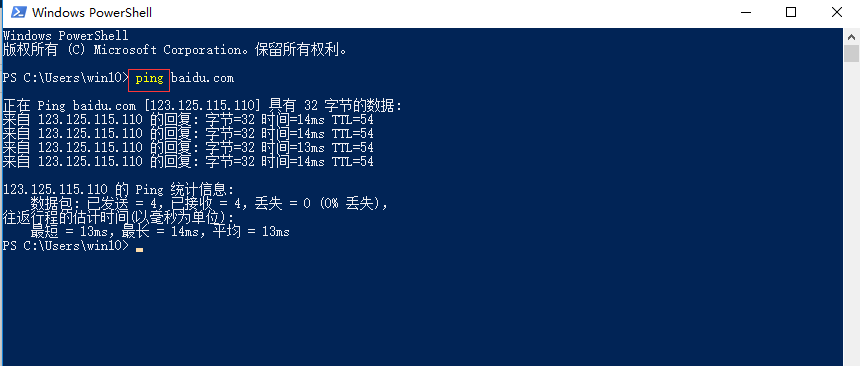 Windows PowerShell
Windows PowerShell
版权所有 (C) Microsoft Corporation。保留所有权利。
PS C:\Users\win10> ping baidu.com
正在 Ping baidu.com [123.125.115.110] 具有 32 字节的数据:
来自 123.125.115.110 的回复: 字节=32 时间=14ms TTL=54
来自 123.125.115.110 的回复: 字节=32 时间=14ms TTL=54
来自 123.125.115.110 的回复: 字节=32 时间=13ms TTL=54
来自 123.125.115.110 的回复: 字节=32 时间=14ms TTL=54
123.125.115.110 的 Ping 统计信息:
数据包: 已发送 = 4，已接收 = 4，丢失 = 0 (0% 丢失)，
往返行程的估计时间(以毫秒为单位):
最短 = 13ms，最长 = 14ms，平均 = 13ms
PS C:\Users\win10>